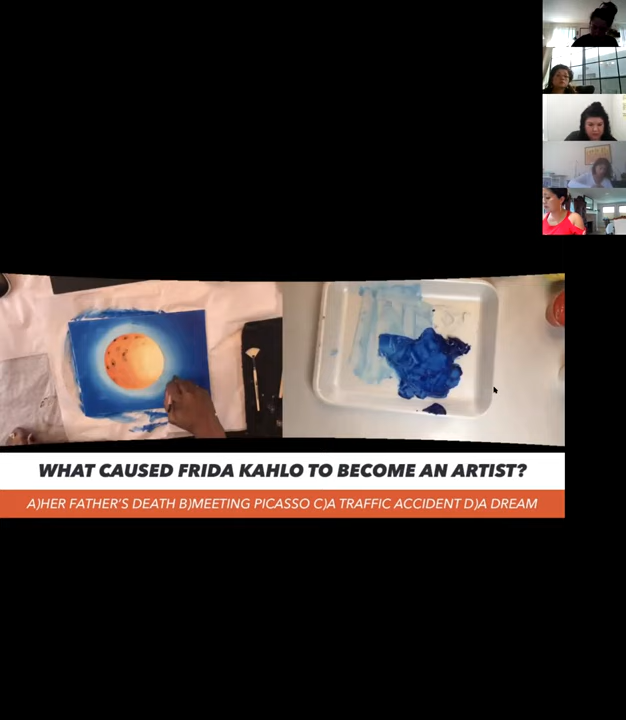 WHAT CAUSED FRIDA KAHLO TO BECOME AN ARTIST?
A)HER FATHER'S DEATH B)MEETING PICASSO C)A TRAFFIC ACCIDENT D)A DREAM